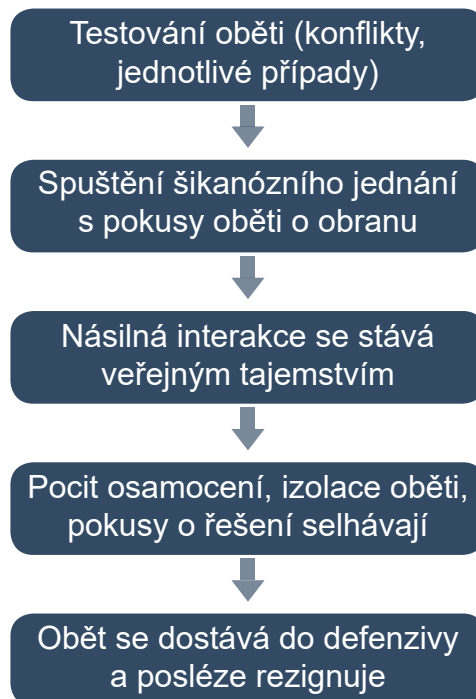 Testování oběti (konflikty,
jednotlivé případy)
Spuštění šikanózního jednání
s pokusy oběti o obranu
Násilná interakce se stává
veřejným tajemstvím
Pocit osamocení, izolace oběti,
pokusy o řešení selhávají
Obět se dostává do defenzivy
a posléze rezignuje